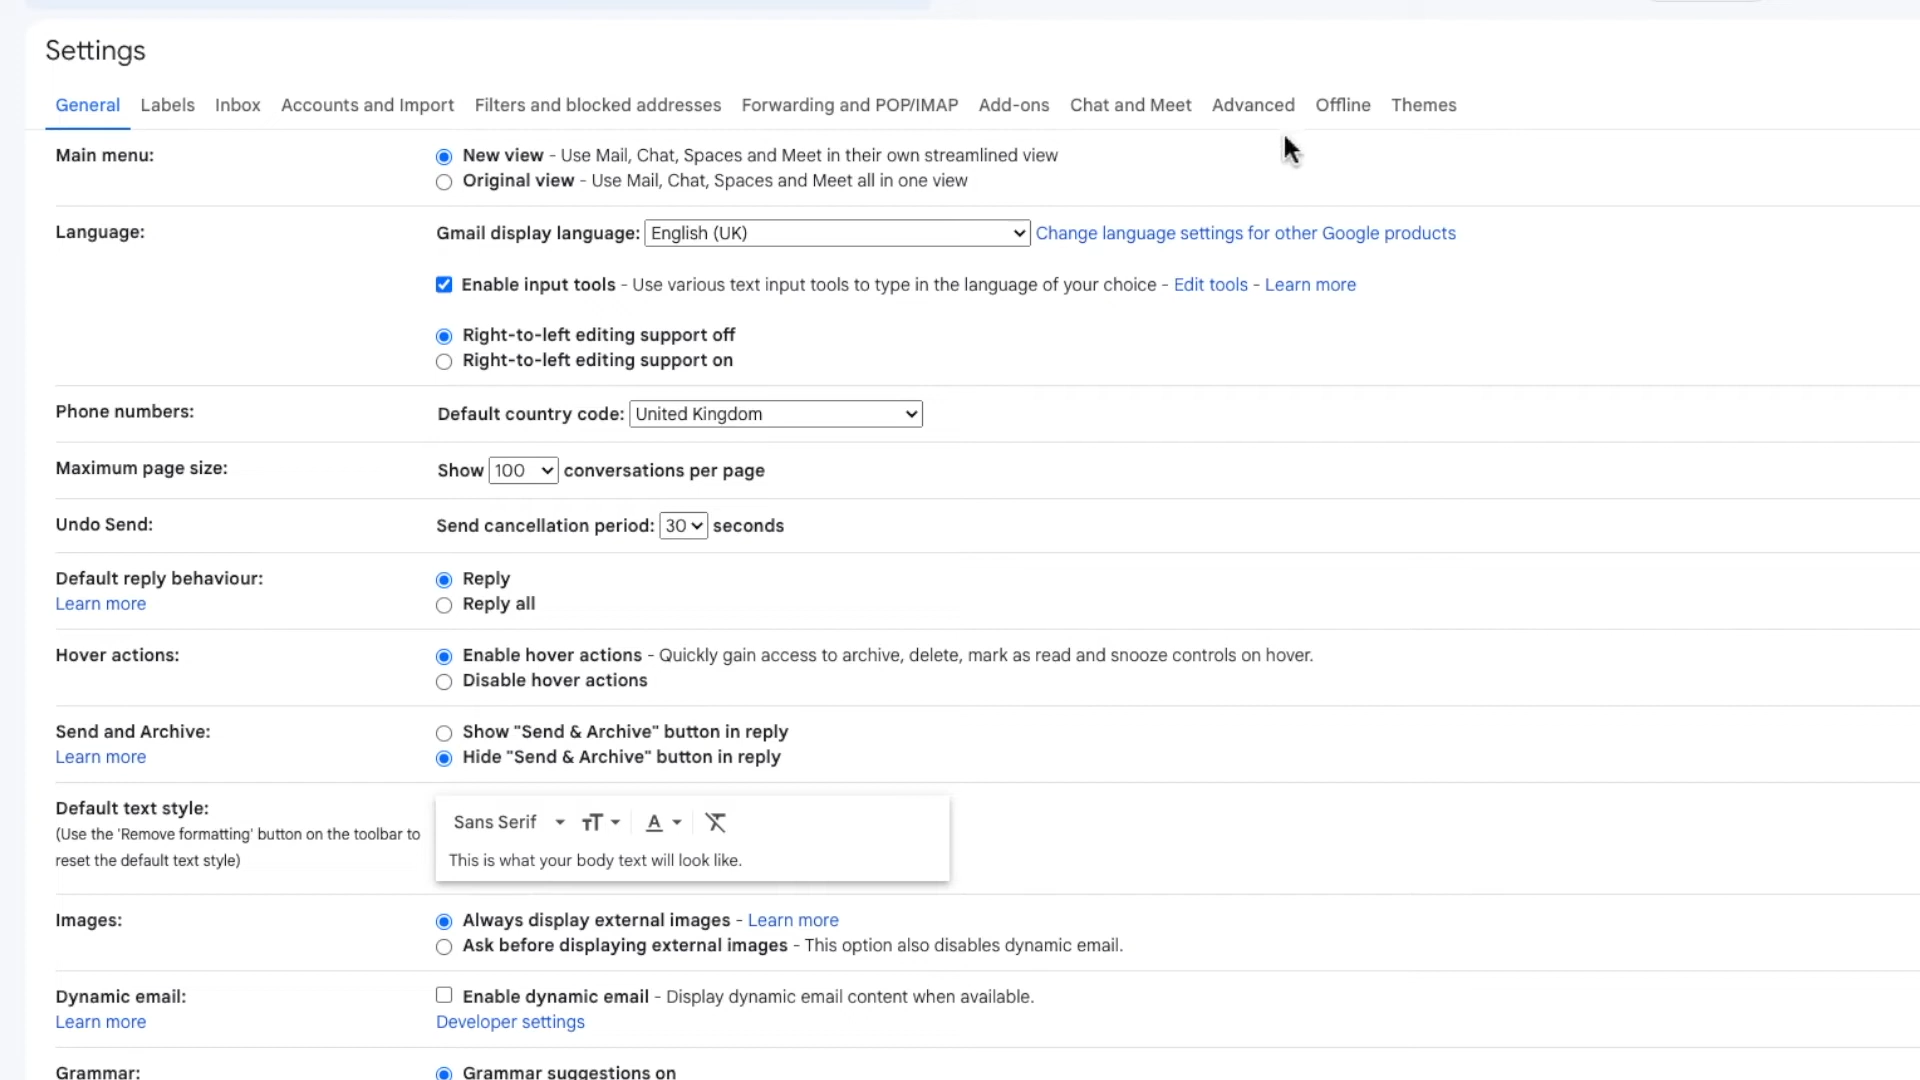 Settings
General Labels Inbox Accounts and Import Filters and blocked addresses Forwarding and POP/IMAP Add-ons Chat and Meet Advanced Offline Themes
Main menu:
New view - Use Mail, Chat, Spaces and Meet in their own streamlined view
Original view - Use Mail, Chat, Spaces and Meet all in one view
Language:
Gmail display language: English (UK) Change language settings for other Google products
Enable input tools - Use various text input tools to type in the language of your choice - Edit tools - Learn more
Right-to-left editing support off
Right-to-left editing support on
Phone numbers:
Default country code: United Kingdom
Maximum page size:
Show 100 conversations per page
Undo Send:
Send cancellation period: 30 seconds
Default reply behaviour:
Learn more
Reply
Reply all
Hover actions:
Enable hover actions - Quickly gain access to archive, delete, mark as read and snooze controls on hover.
Disable hover actions
Send and Archive:
Learn more
Show "Send & Archive" button in reply
Hide "Send & Archive" button in reply
Default text style:
(Use the 'Remove formatting' button on the toolbar to
reset the default text style)
Sans Serif
This is what your body text will look like.
Images:
Always display external images - Learn more
Ask before displaying external images - This option also disables dynamic email.
Dynamic email:
Learn more
Enable dynamic email - Display dynamic email content when available.
Developer settings
Grammar:
Grammar suggestions on